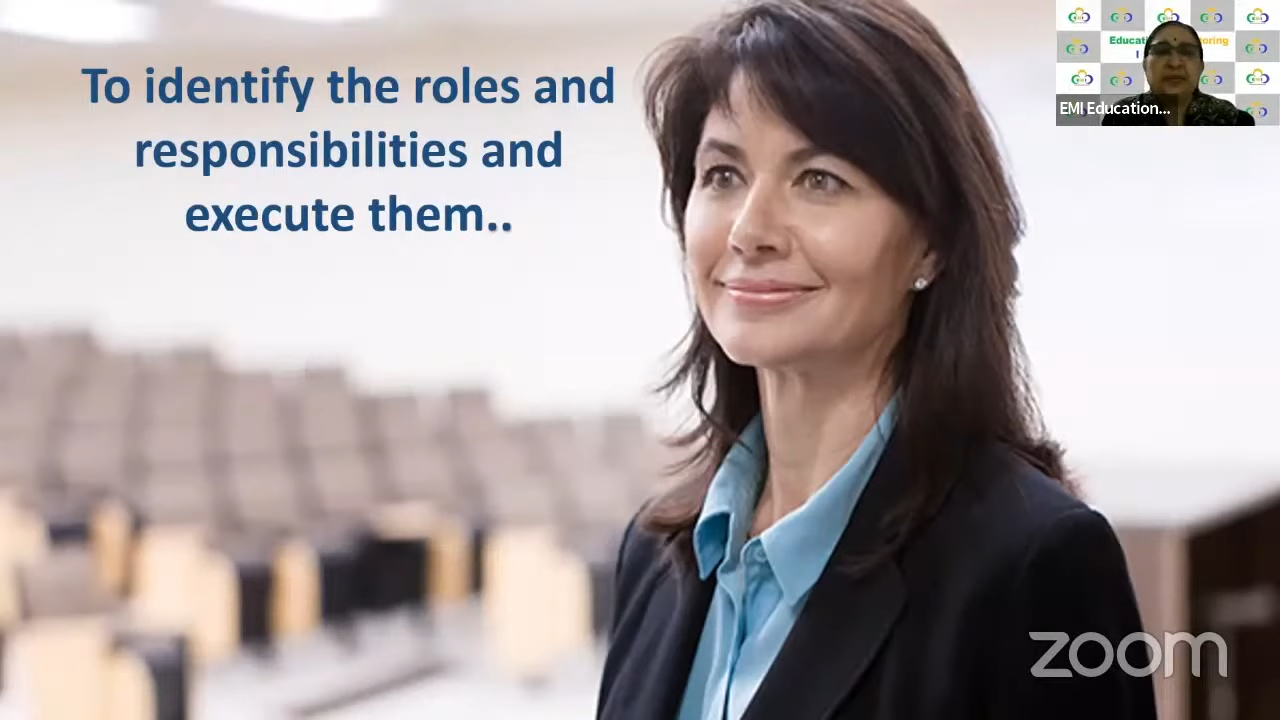 To identify the roles and
responsibilities and
execute them..
EMI Education...
zoom